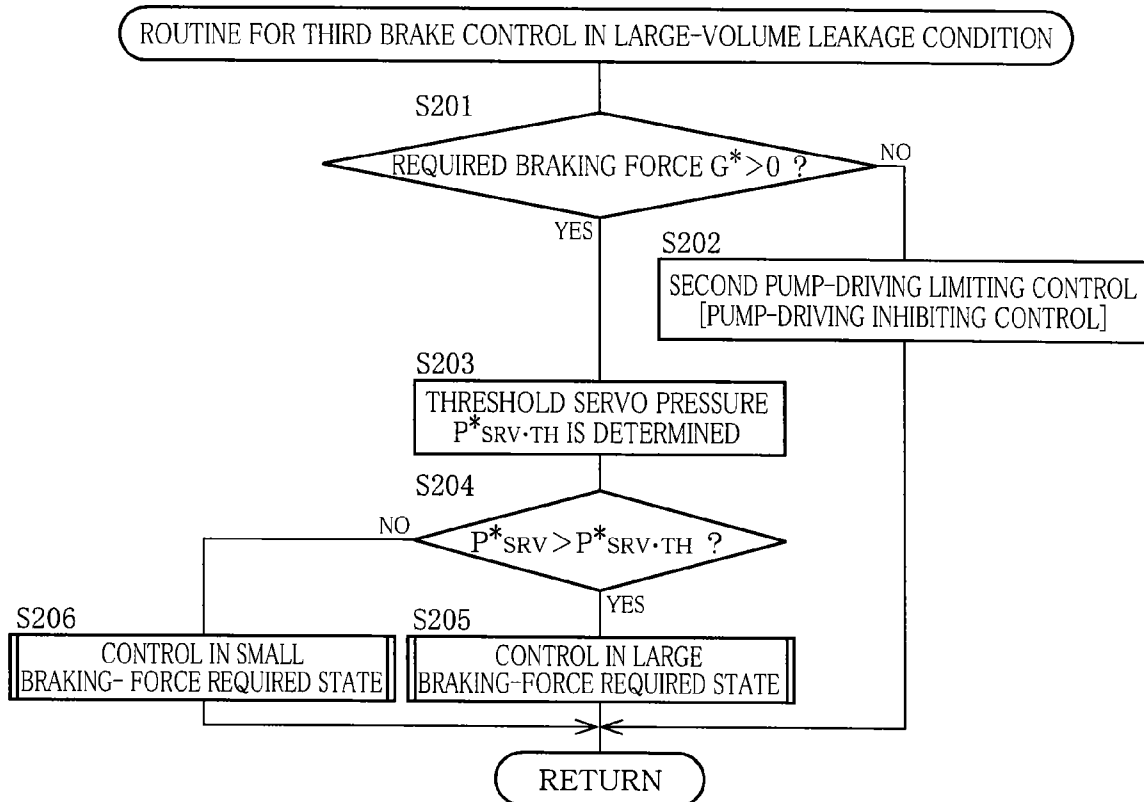 ROUTINE FOR THIRD BRAKE CONTROL IN LARGE-VOLUME LEAKAGE CONDITION
S201
REQUIRED BRAKING FORCE G*>0 ?
NO
YES
S202
SECOND PUMP-DRIVING LIMITING CONTROL
[PUMP-DRIVING INHIBITING CONTROL]
S203
THRESHOLD SERVO PRESSURE
P*SRV·TH IS DETERMINED
S204
NO
P*SRV>P*SRV·TH ?
YES
S206
CONTROL IN SMALL
BRAKING- FORCE REQUIRED STATE
S205
CONTROL IN LARGE
BRAKING-FORCE REQUIRED STATE
RETURN